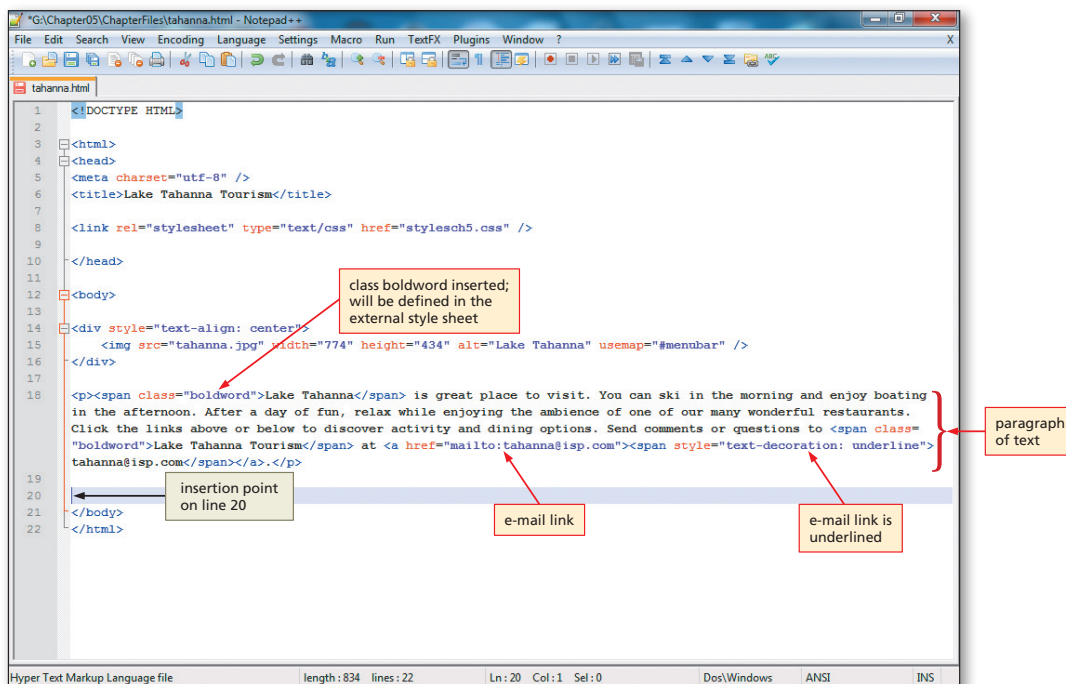 *G:\Chapter05\ChapterFiles\tahanna.html - Notepad++
File Edit Search View Encoding Language Settings Macro Run TextFX Plugins Window ? X
tahanna.html
1 <!DOCTYPE HTML>
2
3 <html>
4 <head>
5 <meta charset="utf-8" />
6 <title>Lake Tahanna Tourism</title>
7
8 <link rel="stylesheet" type="text/css" href="stylesch5.css" />
9
10 </head>
11
12 <body>
13
14 <div style="text-align: center">
15 <img src="tahanna.jpg" width="774" height="434" alt="Lake Tahanna" usemap="#menubar" />
16 </div>
17
18 <p><span class="boldword">Lake Tahanna</span> is great place to visit. You can ski in the morning and enjoy boating
in the afternoon. After a day of fun, relax while enjoying the ambience of one of our many wonderful restaurants.
Click the links above or below to discover activity and dining options. Send comments or questions to <span class=
"boldword">Lake Tahanna Tourism</span> at <a href="mailto:tahanna@isp.com"><span style="text-decoration: underline">
tahanna@isp.com</span></a>.</p>
19
20
21 </body>
22 </html>
class boldword inserted;
will be defined in the
external style sheet
paragraph
of text
insertion point
on line 20
e-mail link
e-mail link is
underlined
Hyper Text Markup Language file length : 834 lines : 22 Ln : 20 Col : 1 Sel : 0 Dos\Windows ANSI INS